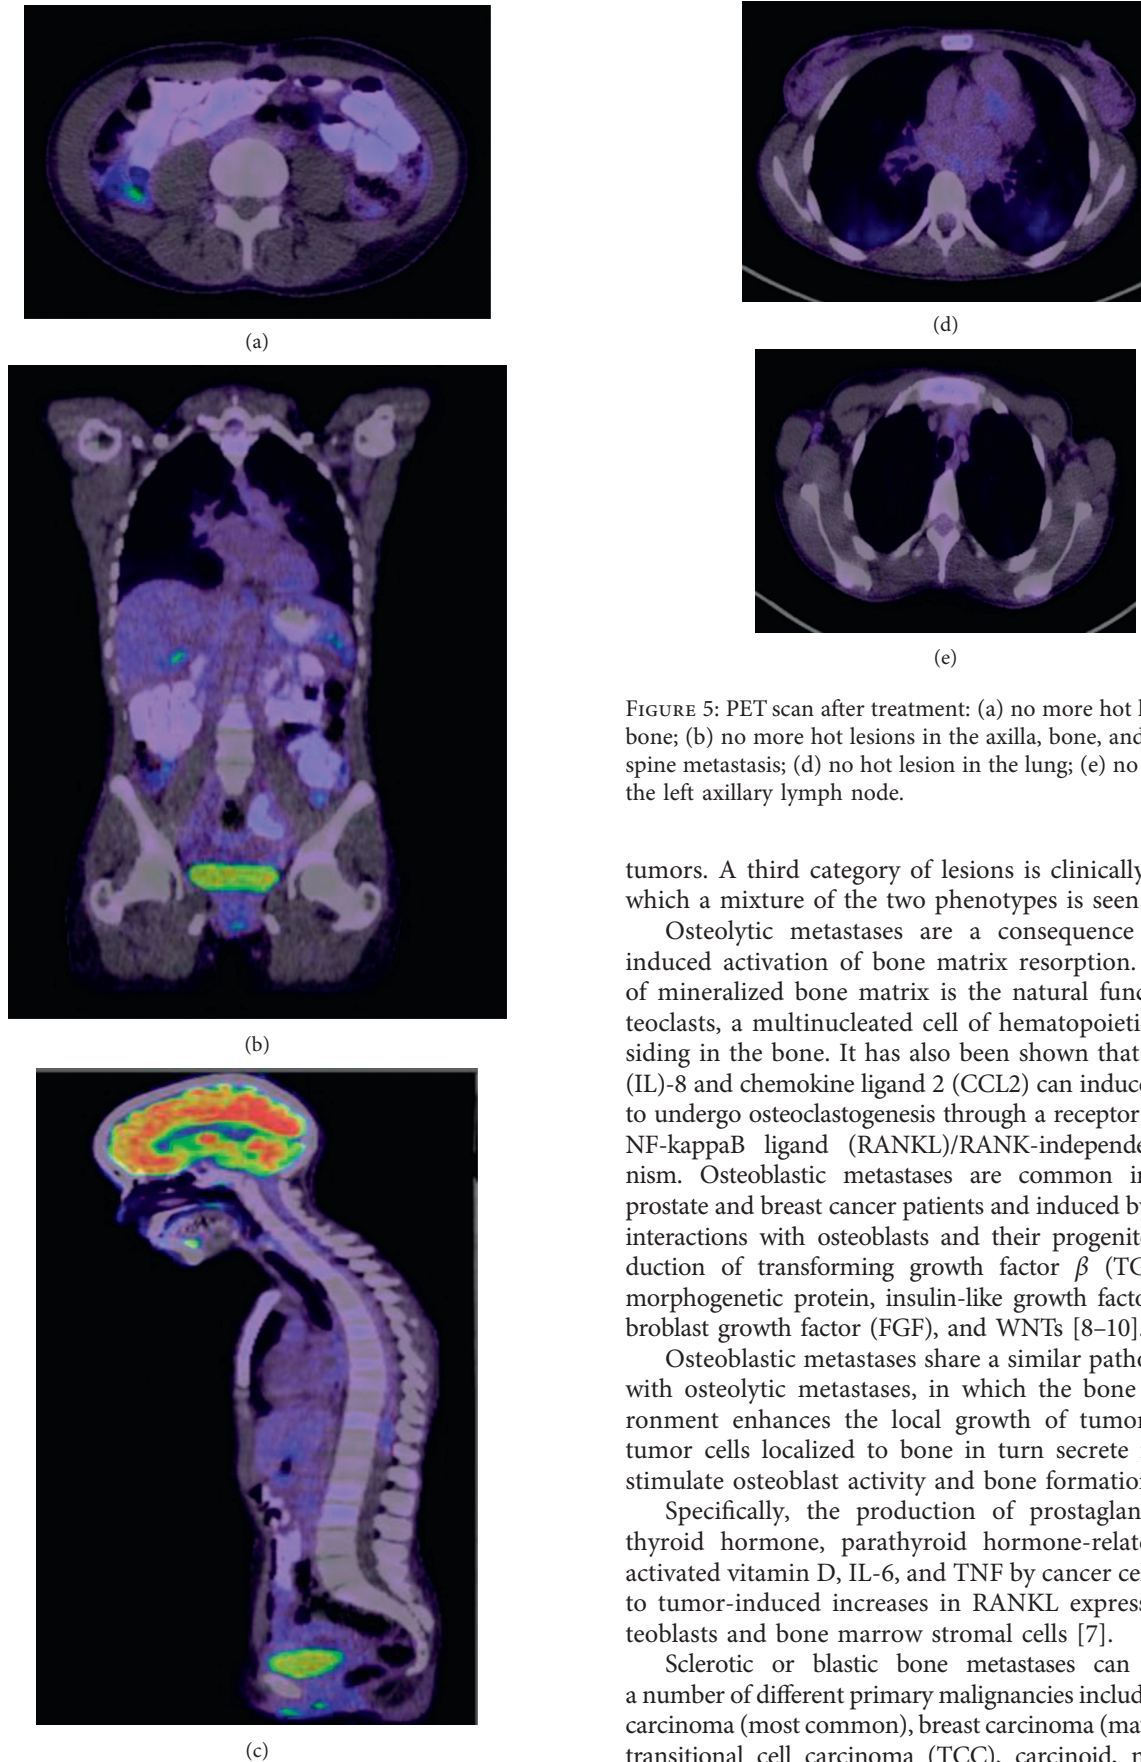 (a)
(b)
(c)
(d)
(e)
FIGURE 5: PET scan after treatment: (a) no more hot
bone; (b) no more hot lesions in the axilla, bone, and
spine metastasis; (d) no hot lesion in the lung; (e) no
the left axillary lymph node.
tumors. A third category of lesions is clinically
which a mixture of the two phenotypes is seen
Osteolytic metastases are a consequence
induced activation of bone matrix resorption.
of mineralized bone matrix is the natural func
teoclasts, a multinucleated cell of hematopoieti
siding in the bone. It has also been shown that
(IL)-8 and chemokine ligand 2 (CCL2) can induce
to undergo osteoclastogenesis through a receptor
NF-kappaB ligand (RANKL)/RANK-independe
nism. Osteoblastic metastases are common in
prostate and breast cancer patients and induced by
interactions with osteoblasts and their progenit
duction of transforming growth factor β (TG
morphogenetic protein, insulin-like growth facto
broblast growth factor (FGF), and WNTs [8–10].
Osteoblastic metastases share a similar patho
with osteolytic metastases, in which the bone
ronment enhances the local growth of tumor
tumor cells localized to bone in turn secrete
stimulate osteoblast activity and bone formation
Specifically, the production of prostaglan
thyroid hormone, parathyroid hormone-relat
activated vitamin D, IL-6, and TNF by cancer cel
to tumor-induced increases in RANKL express
teoblasts and bone marrow stromal cells [7].
Sclerotic or blastic bone metastases can
a number of different primary malignancies includ
carcinoma (most common), breast carcinoma (ma
transitional cell carcinoma (TCC), carcinoid,